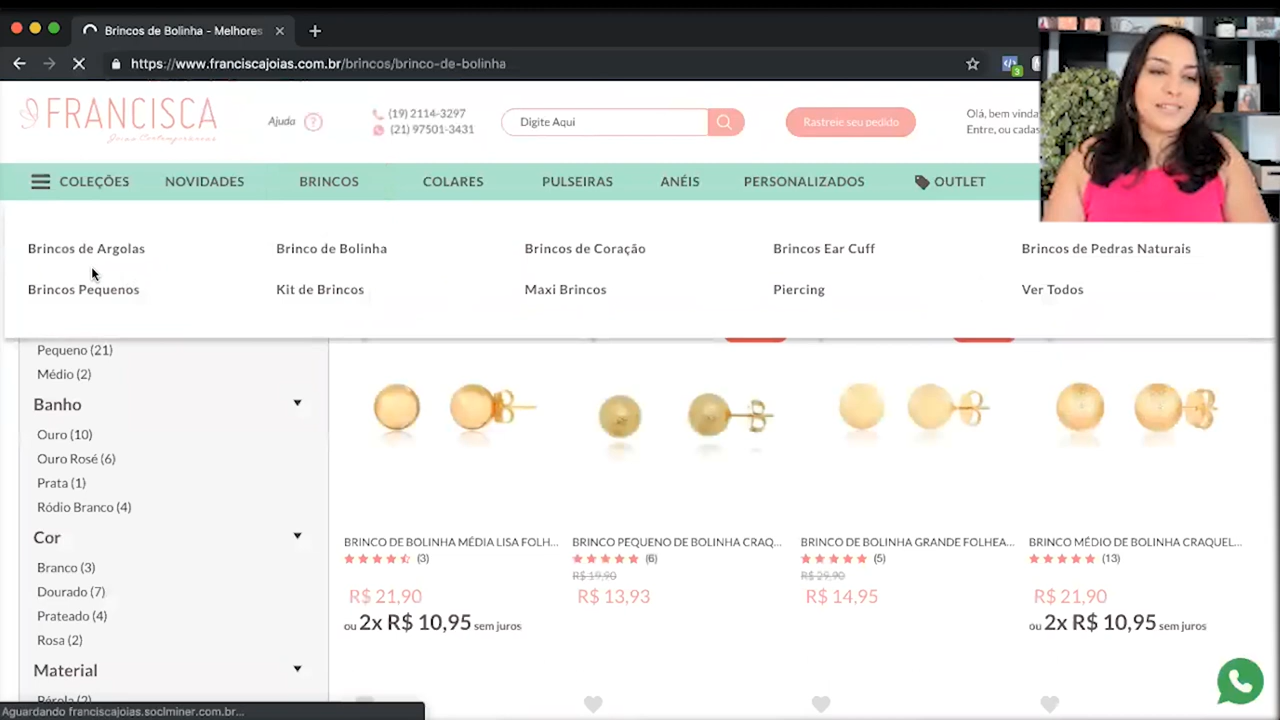 Brincos de Bolinha - Melhores
https://www.franciscajoias.com.br/brincos/brinco-de-bolinha
3
FRANCISCA
Joias Contemporâneas
Ajuda ?
(19) 2114-3297
(21) 97501-3431
Digite Aqui
Rastreie seu pedido
Olá, bem vinda
Entre, ou cadas
COLEÇÕES NOVIDADES BRINCOS COLARES PULSEIRAS ANÉIS PERSONALIZADOS OUTLET
Brincos de Argolas Brinco de Bolinha Brincos de Coração Brincos Ear Cuff Brincos de Pedras Naturais
Brincos Pequenos Kit de Brincos Maxi Brincos Piercing Ver Todos
Pequeno (21)
Médio (2)
Banho
Ouro (10)
Ouro Rosé (6)
Prata (1)
Ródio Branco (4)
Cor
Branco (3)
Dourado (7)
Prateado (4)
Rosa (2)
Material
Pérola (2)
BRINCO DE BOLINHA MÉDIA LISA FOLH...
(3)
R$ 21,90
ou 2x R$ 10,95 sem juros
BRINCO PEQUENO DE BOLINHA CRAQ...
(6)
R$ 19,90
R$ 13,93
BRINCO DE BOLINHA GRANDE FOLHEA...
(5)
R$ 29,90
R$ 14,95
BRINCO MÉDIO DE BOLINHA CRAQUEL...
(13)
R$ 21,90
ou 2x R$ 10,95 sem juros
Aguardando franciscajoias.soclminer.com.br...